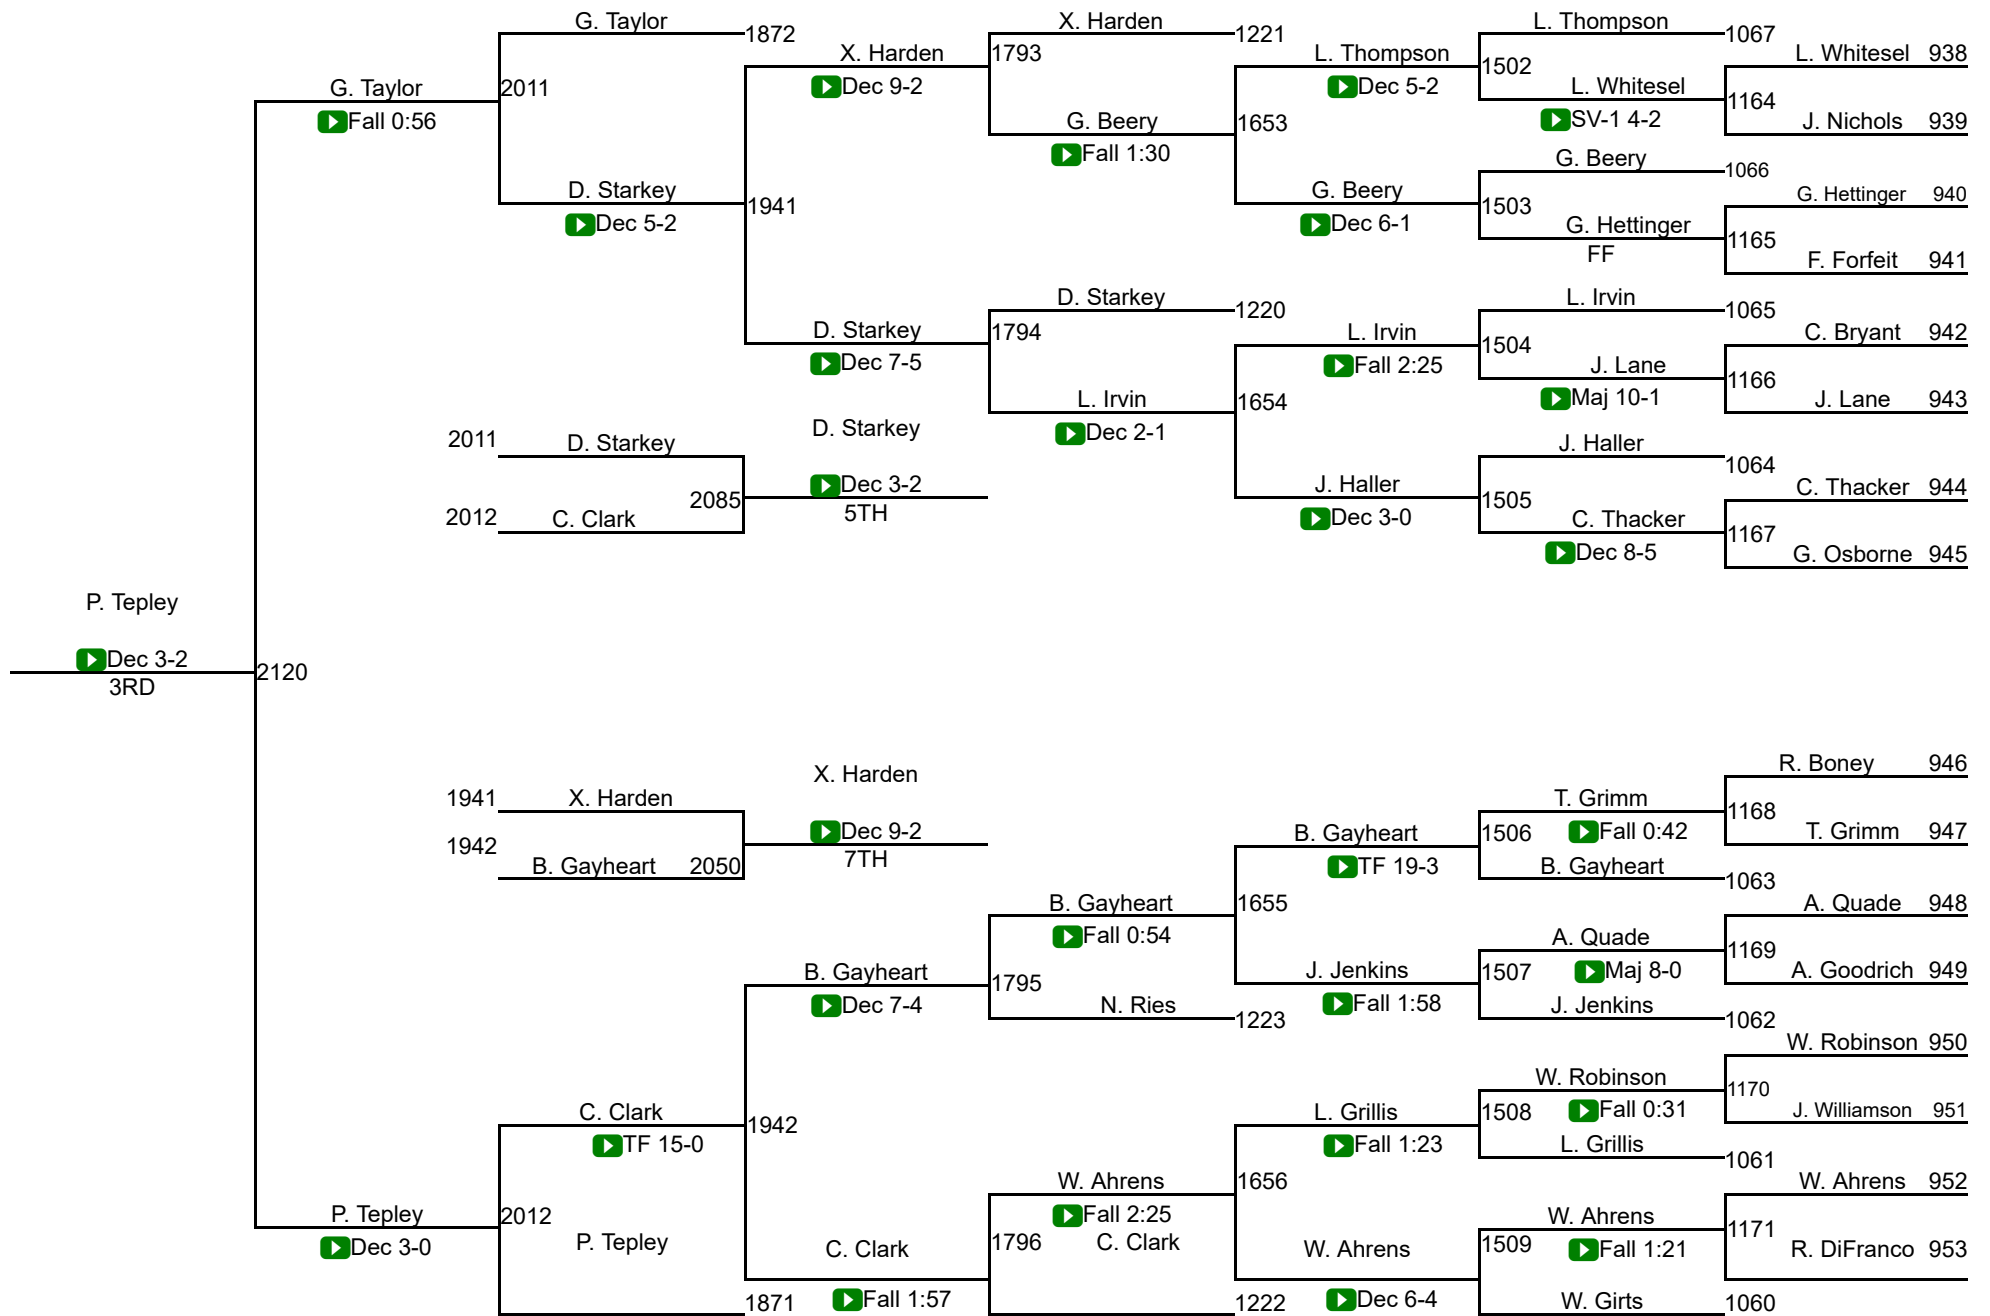 G. Taylor
X. Harden
L. Thompson
1872
1221
1067
X. Harden
1793
L. Thompson
1502
L. Whitesel 938
G. Taylor
2011
Dec 9-2
Dec 5-2
L. Whitesel
1164
Fall 0:56
G. Beery
1653
SV-1 4-2
J. Nichols 939
Fall 1:30
G. Beery
1066
D. Starkey
1941
G. Beery
1503
G. Hettinger 940
Dec 5-2
Dec 6-1
G. Hettinger
1165
FF
F. Forfeit 941
D. Starkey
L. Irvin
1220
1065
D. Starkey
1794
L. Irvin
1504
C. Bryant 942
Dec 7-5
Fall 2:25
J. Lane
1166
L. Irvin
1654
Maj 10-1
J. Lane 943
D. Starkey
Dec 2-1
2011
D. Starkey
J. Haller
1064
Dec 3-2
J. Haller
1505
C. Thacker 944
2085
5TH
2012
C. Clark
Dec 3-0
C. Thacker
1167
Dec 8-5
G. Osborne 945
P. Tepley
Dec 3-2
2120
3RD
R. Boney 946
X. Harden
1941
X. Harden
T. Grimm
1168
Dec 9-2
B. Gayheart
1506
Fall 0:42
T. Grimm 947
1942
7TH
B. Gayheart
2050
TF 19-3
B. Gayheart
1063
B. Gayheart
1655
A. Quade 948
Fall 0:54
A. Quade
1169
B. Gayheart
1795
J. Jenkins
1507
Maj 8-0
A. Goodrich 949
Dec 7-4
N. Ries
1223
Fall 1:58
J. Jenkins
1062
W. Robinson 950
W. Robinson
1170
C. Clark
1942
L. Grillis
1508
Fall 0:31
J. Williamson 951
TF 15-0
Fall 1:23
L. Grillis
1061
W. Ahrens
1656
W. Ahrens 952
P. Tepley
2012
Fall 2:25
W. Ahrens
1171
Dec 3-0
P. Tepley
C. Clark
1796
C. Clark
W. Ahrens
1509
Fall 1:21
R. DiFranco 953
1871
Fall 1:57
1222
Dec 6-4
W. Girts
1060